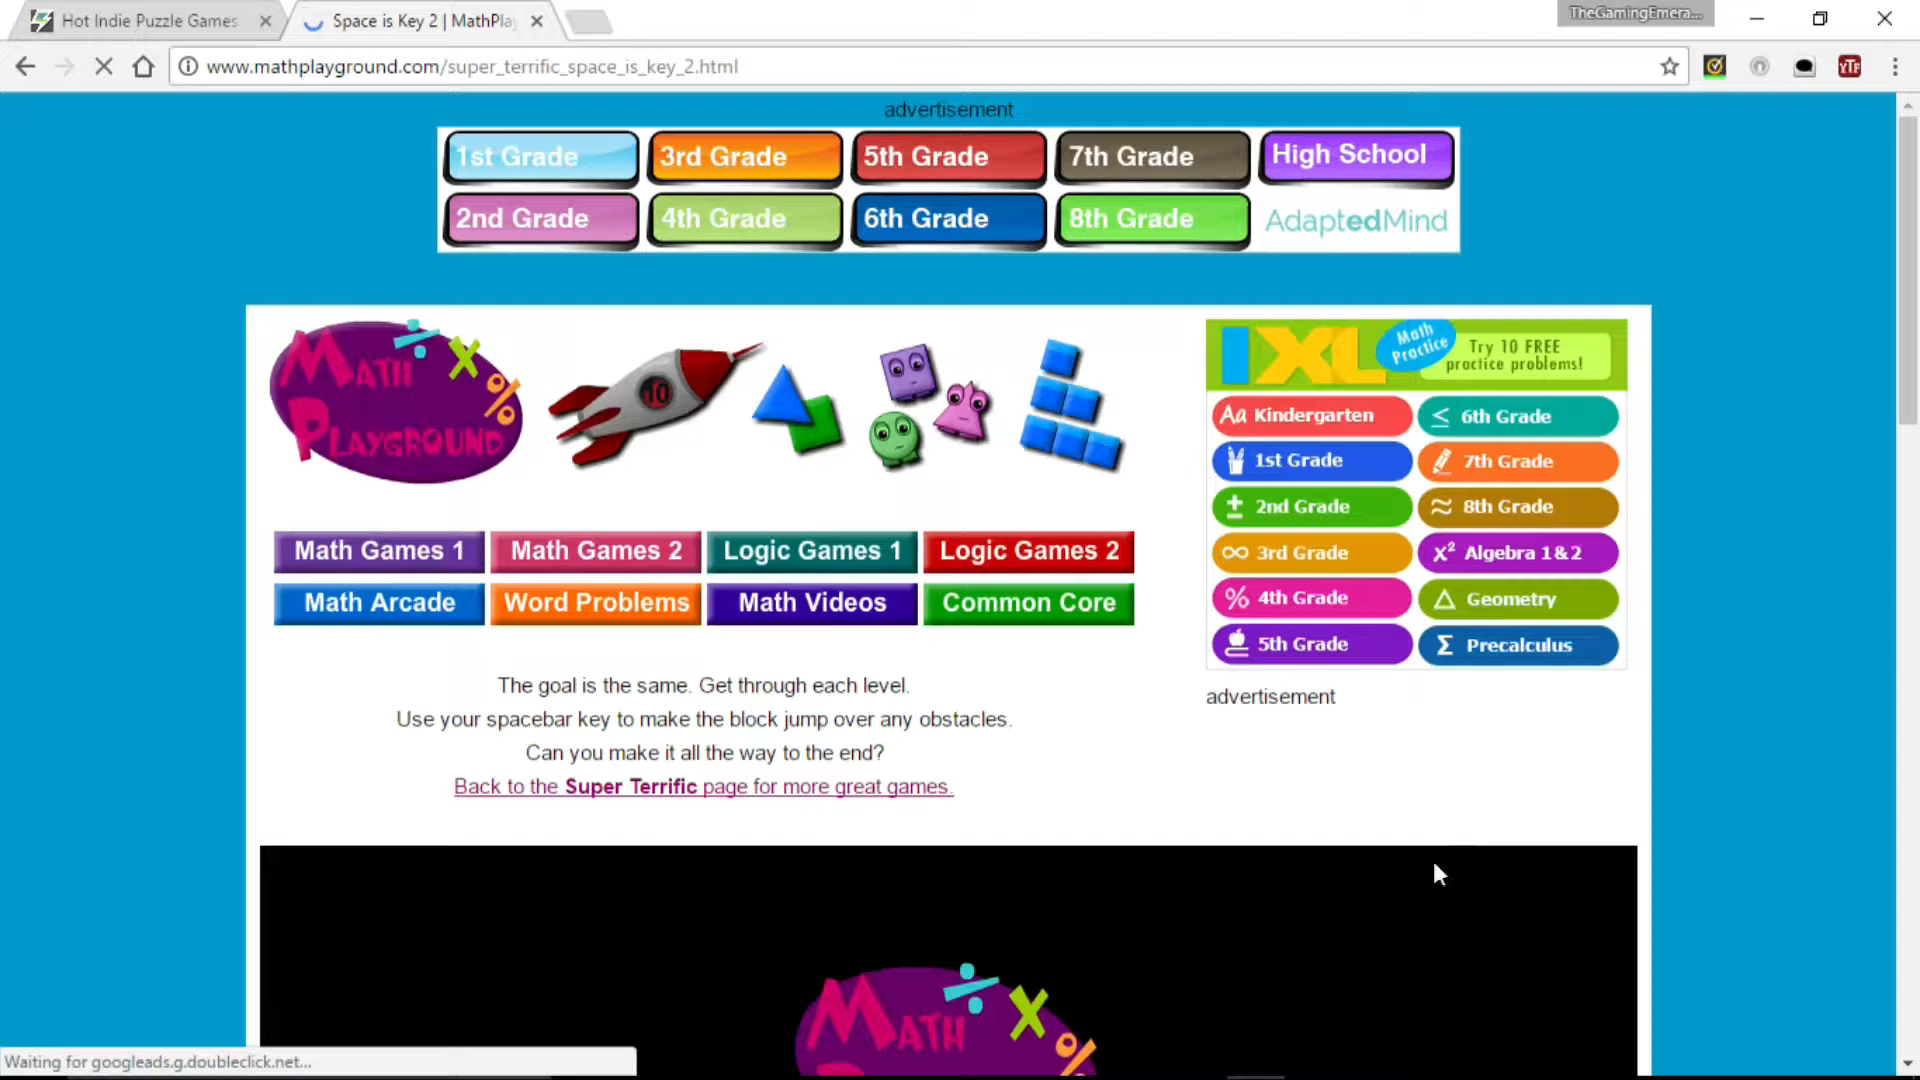 Hot Indie Puzzle Games
Space is Key 2 | MathPla
TheGamingEmera...
www.mathplayground.com/super_terrific_space_is_key_2.html
YTF
advertisement
1st Grade 3rd Grade 5th Grade 7th Grade High School
2nd Grade 4th Grade 6th Grade 8th Grade AdaptedMind
MATH
PLAYGROUND
10
IXL
Math
Practice
Try 10 FREE
practice problems!
Aa Kindergarten ≤ 6th Grade
1st Grade 7th Grade
± 2nd Grade ≈ 8th Grade
∞ 3rd Grade x² Algebra 1&2
% 4th Grade △ Geometry
5th Grade Σ Precalculus
advertisement
Math Games 1 Math Games 2 Logic Games 1 Logic Games 2
Math Arcade Word Problems Math Videos Common Core
The goal is the same. Get through each level.
Use your spacebar key to make the block jump over any obstacles.
Can you make it all the way to the end?
Back to the Super Terrific page for more great games.
MATH
Waiting for googleads.g.doubleclick.net...